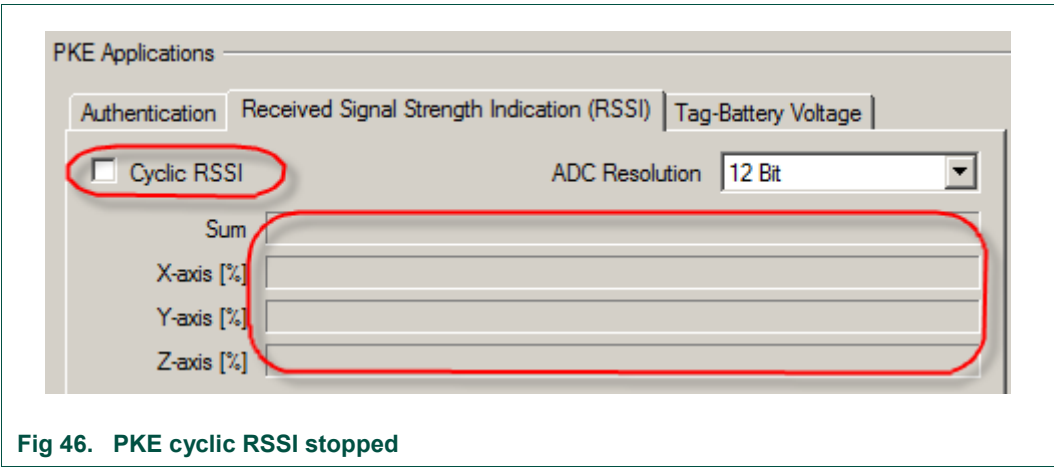 PKE Applications
Authentication Received Signal Strength Indication (RSSI) Tag-Battery Voltage
Cyclic RSSI ADC Resolution 12 Bit
Sum
X-axis [%]
Y-axis [%]
Z-axis [%]
Fig 46. PKE cyclic RSSI stopped